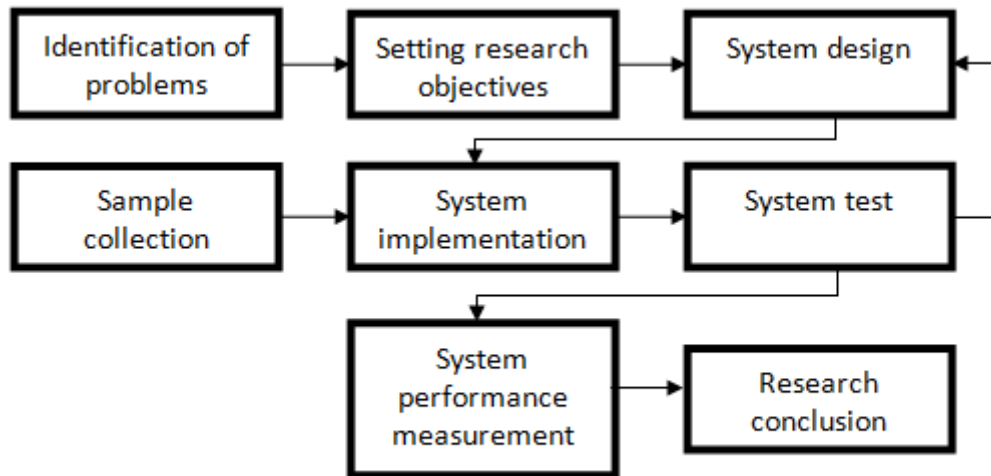 Identification of
problems
Setting research
objectives
System design
Sample
collection
System
implementation
System test
System
performance
measurement
Research
conclusion